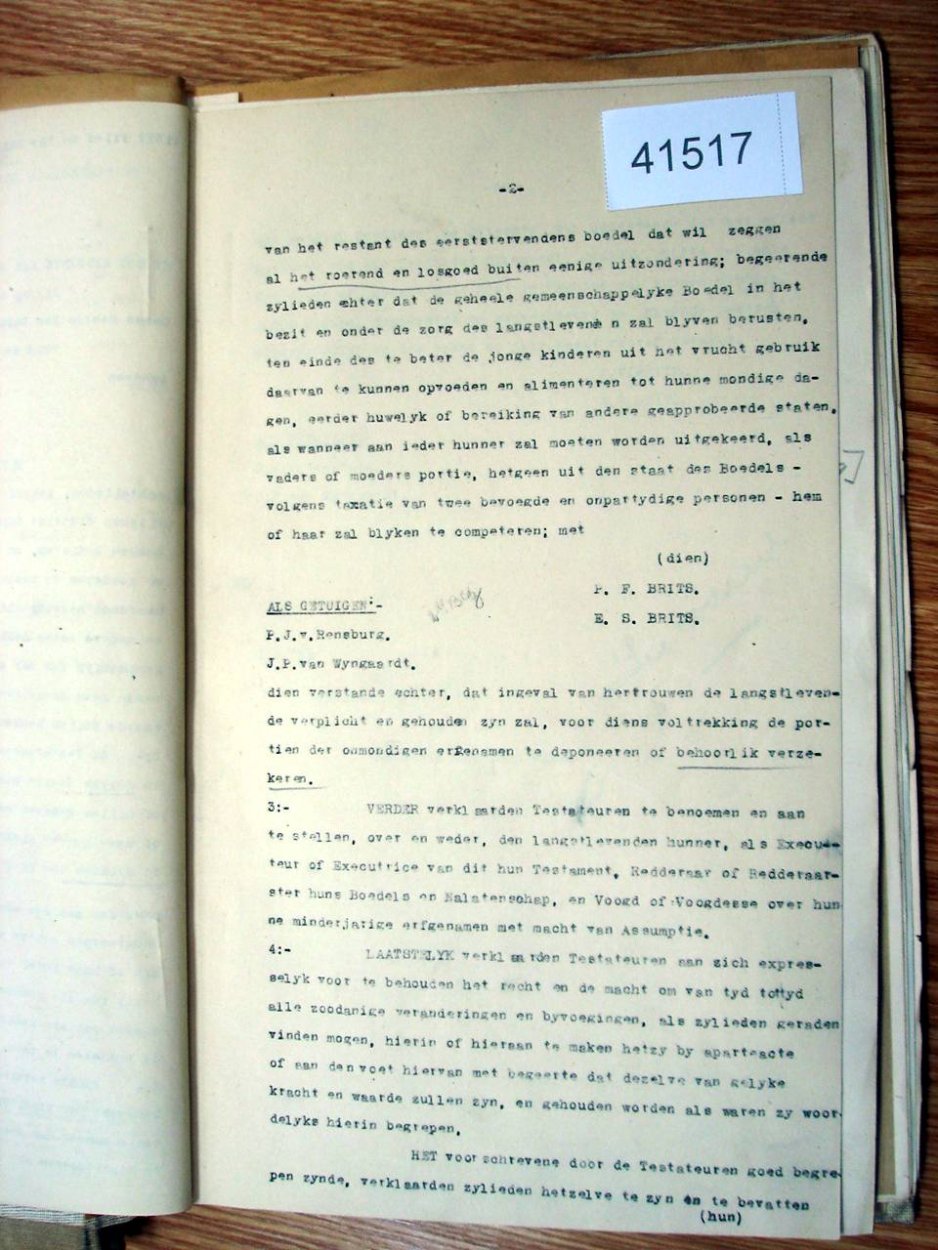 41517
-2-
van het restant des eerststervendens boedel dat wil zeggen
al het roerend en losgoed buiten eenige uitzondering; begeerende
zylieden echter dat de geheele gemeenschappelyke Boedel in het
bezit en onder de zorg des langstlevende n zal blyven berusten,
ten einde des te beter de jonge kinderen uit het vrucht gebruik
daarvan te kunnen opvoeden en alimenteren tot hunne mondige da-
gen, eerder huwelyk of bereiking van andere geapprobeerde staten,
als wanneer aan ieder hunner zal moeten worden uitgekeerd, als
vaders of moeders portie, hetgeen uit den staat des Boedels -
volgens taxatie van twee bevoegde en onpartydige personen - hem
of haar zal blyken te competeren; met
(dien)
P. F. BRITS.
ALS GETUIGEN:-
E. S. BRITS.
P.J.v.Rensburg.
J.P.van Wyngaardt.
dien verstande echter, dat ingeval van hertrouwen de langstleven-
de verplicht en gehouden zyn zal, voor diens voltrekking de por-
tien der onmondigen erfgenamen te deponeeren of behoorlik verze-
keren.
3:- VERDER verklaarden Testateuren te benoemen en aan
te stellen, over en weder, den langstlevenden hunner, als Execu-
teur of Executrice van dit hun Testament, Redderaar of Redderaar-
ster huns Boedels en Nalatenschap, en Voogd of Voogdesse over hun
ne minderjarige erfgenamen met macht van Assumptie.
4:- LAATSTELYK verklaarden Testateuren aan zich expres-
selyk voor te behouden het recht en de macht om van tyd tottyd
alle zoodanige veranderingen en byvoegingen, als zylieden geraden
vinden mogen, hierin of hieraan te maken hetzy by aparteacte
of aan denvoet hiervan met begeerte dat dezelve van gelyke
kracht en waarde zullen zyn, en gehouden worden als waren zy woor-
delyks hierin begrepen.
HET voorschrevene door de Testateuren goed begre-
pen zynde, verklaarden zylieden hetzelve te zyn en te bevatten
(hun)